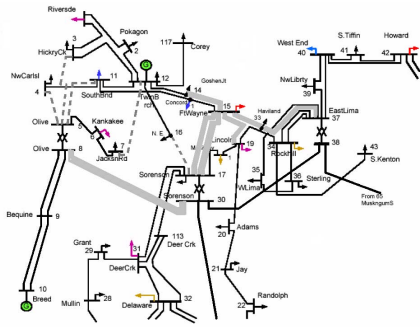 Riversde
Pokagon
2
3
HickryCk
117
Corey
G
NwCarlsl
11
12
14
GoshenJt
4
SouthBnd
TwinB
rch
Concord
1
15
FtWayne
Olive
5
Kankakee
6
N. E
16
Olive
8
7
JacksnRd
Lincoln
19
1
Haviland
33
Rockhill
34
Sorenson
17
Sorenson
30
35
WLima
36
Sterling
West End
40
S.Tiffin
41
Howard
42
NwLibrty
39
EastLima
37
38
43
S.Kenton
From 65
MuskngumS
Bequine
9
10
Breed
G
Grant
29
31
DeerCrk
113
Deer Crk
Mullin
28
Delaware
32
Adams
20
21
Jay
22
Randolph